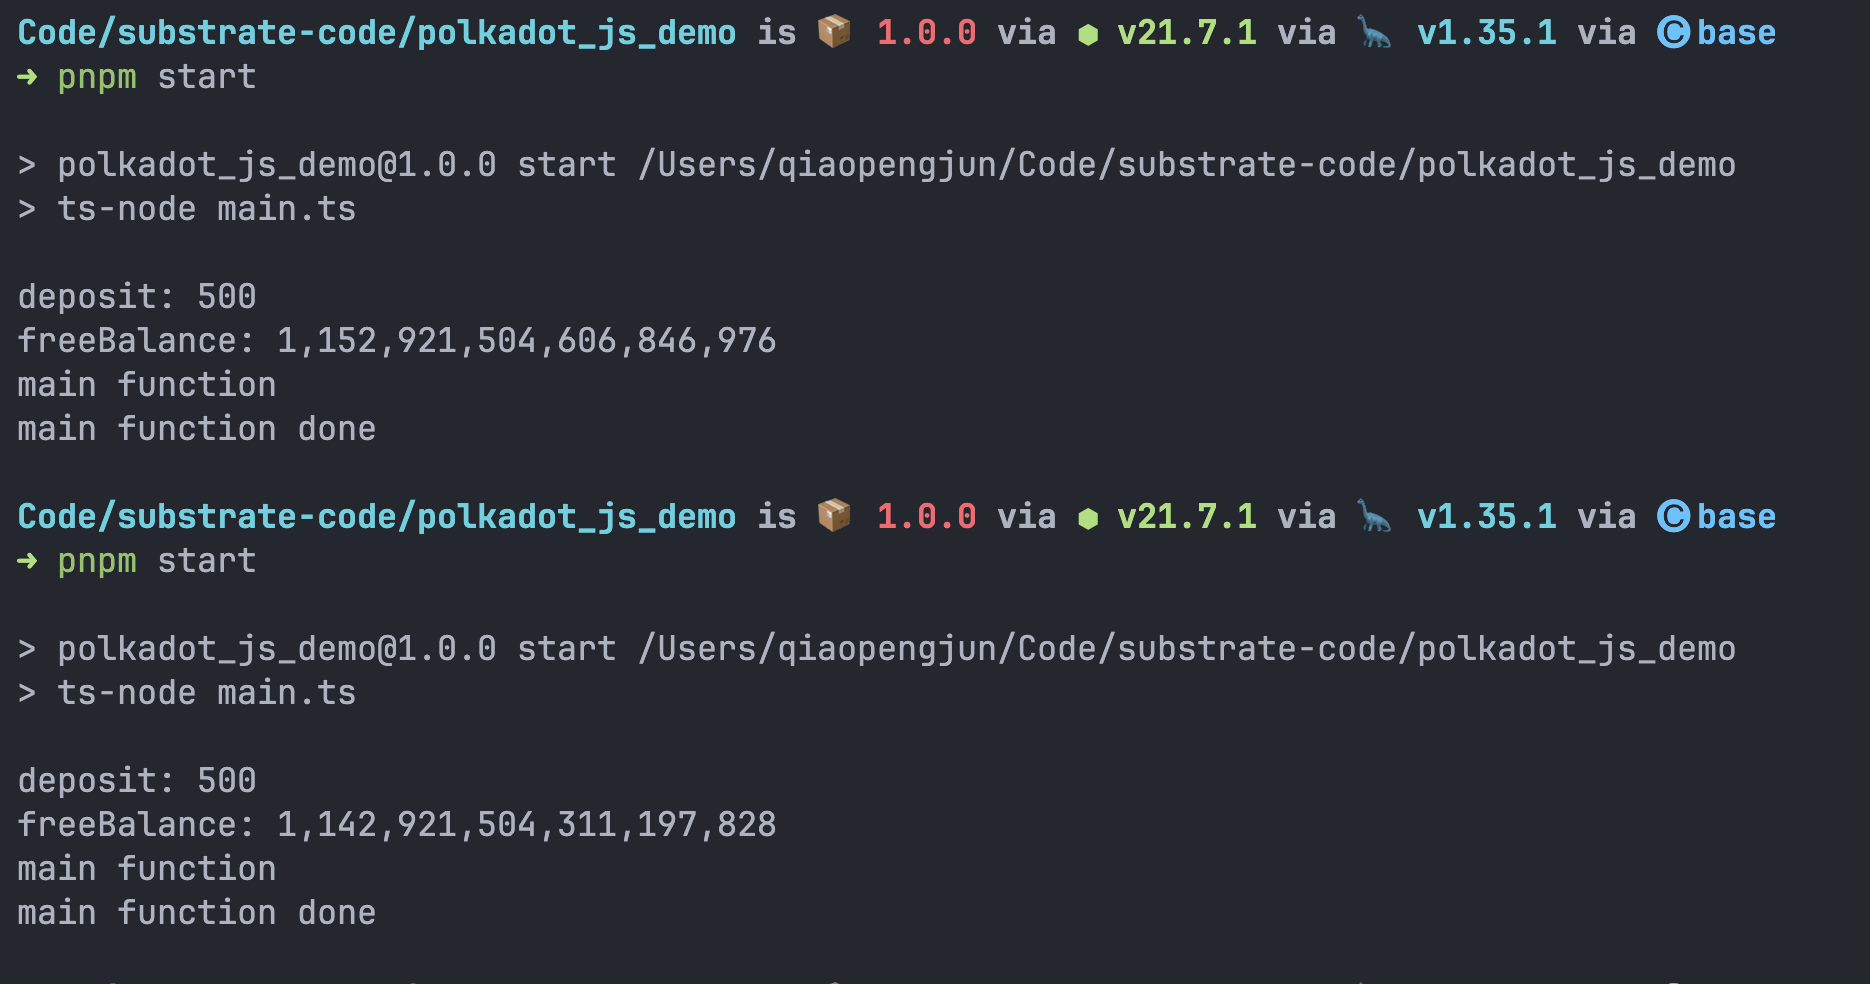 Code/substrate-code/polkadot_js_demo is 📦 1.0.0 via ⬢ v21.7.1 via 🦕 v1.35.1 via Ⓒ base
➜ pnpm start
> polkadot_js_demo@1.0.0 start /Users/qiaopengjun/Code/substrate-code/polkadot_js_demo
> ts-node main.ts
deposit: 500
freeBalance: 1,152,921,504,606,846,976
main function
main function done
Code/substrate-code/polkadot_js_demo is 📦 1.0.0 via ⬢ v21.7.1 via 🦕 v1.35.1 via Ⓒ base
➜ pnpm start
> polkadot_js_demo@1.0.0 start /Users/qiaopengjun/Code/substrate-code/polkadot_js_demo
> ts-node main.ts
deposit: 500
freeBalance: 1,142,921,504,311,197,828
main function
main function done